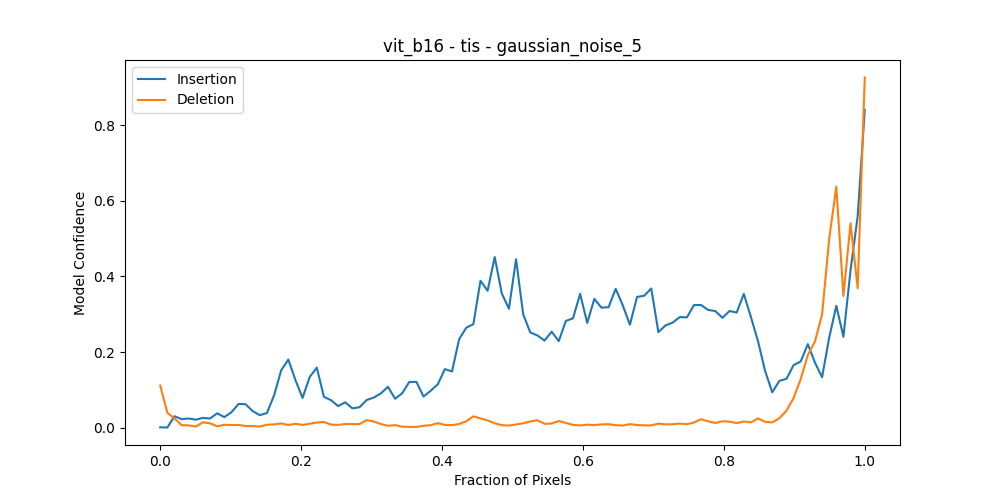 vit_b16 - tis - gaussian_noise_5
Insertion
Deletion
Model Confidence
0.8
0.6
0.4
0.2
0.0
0.0 0.2 0.4 0.6 0.8 1.0
Fraction of Pixels